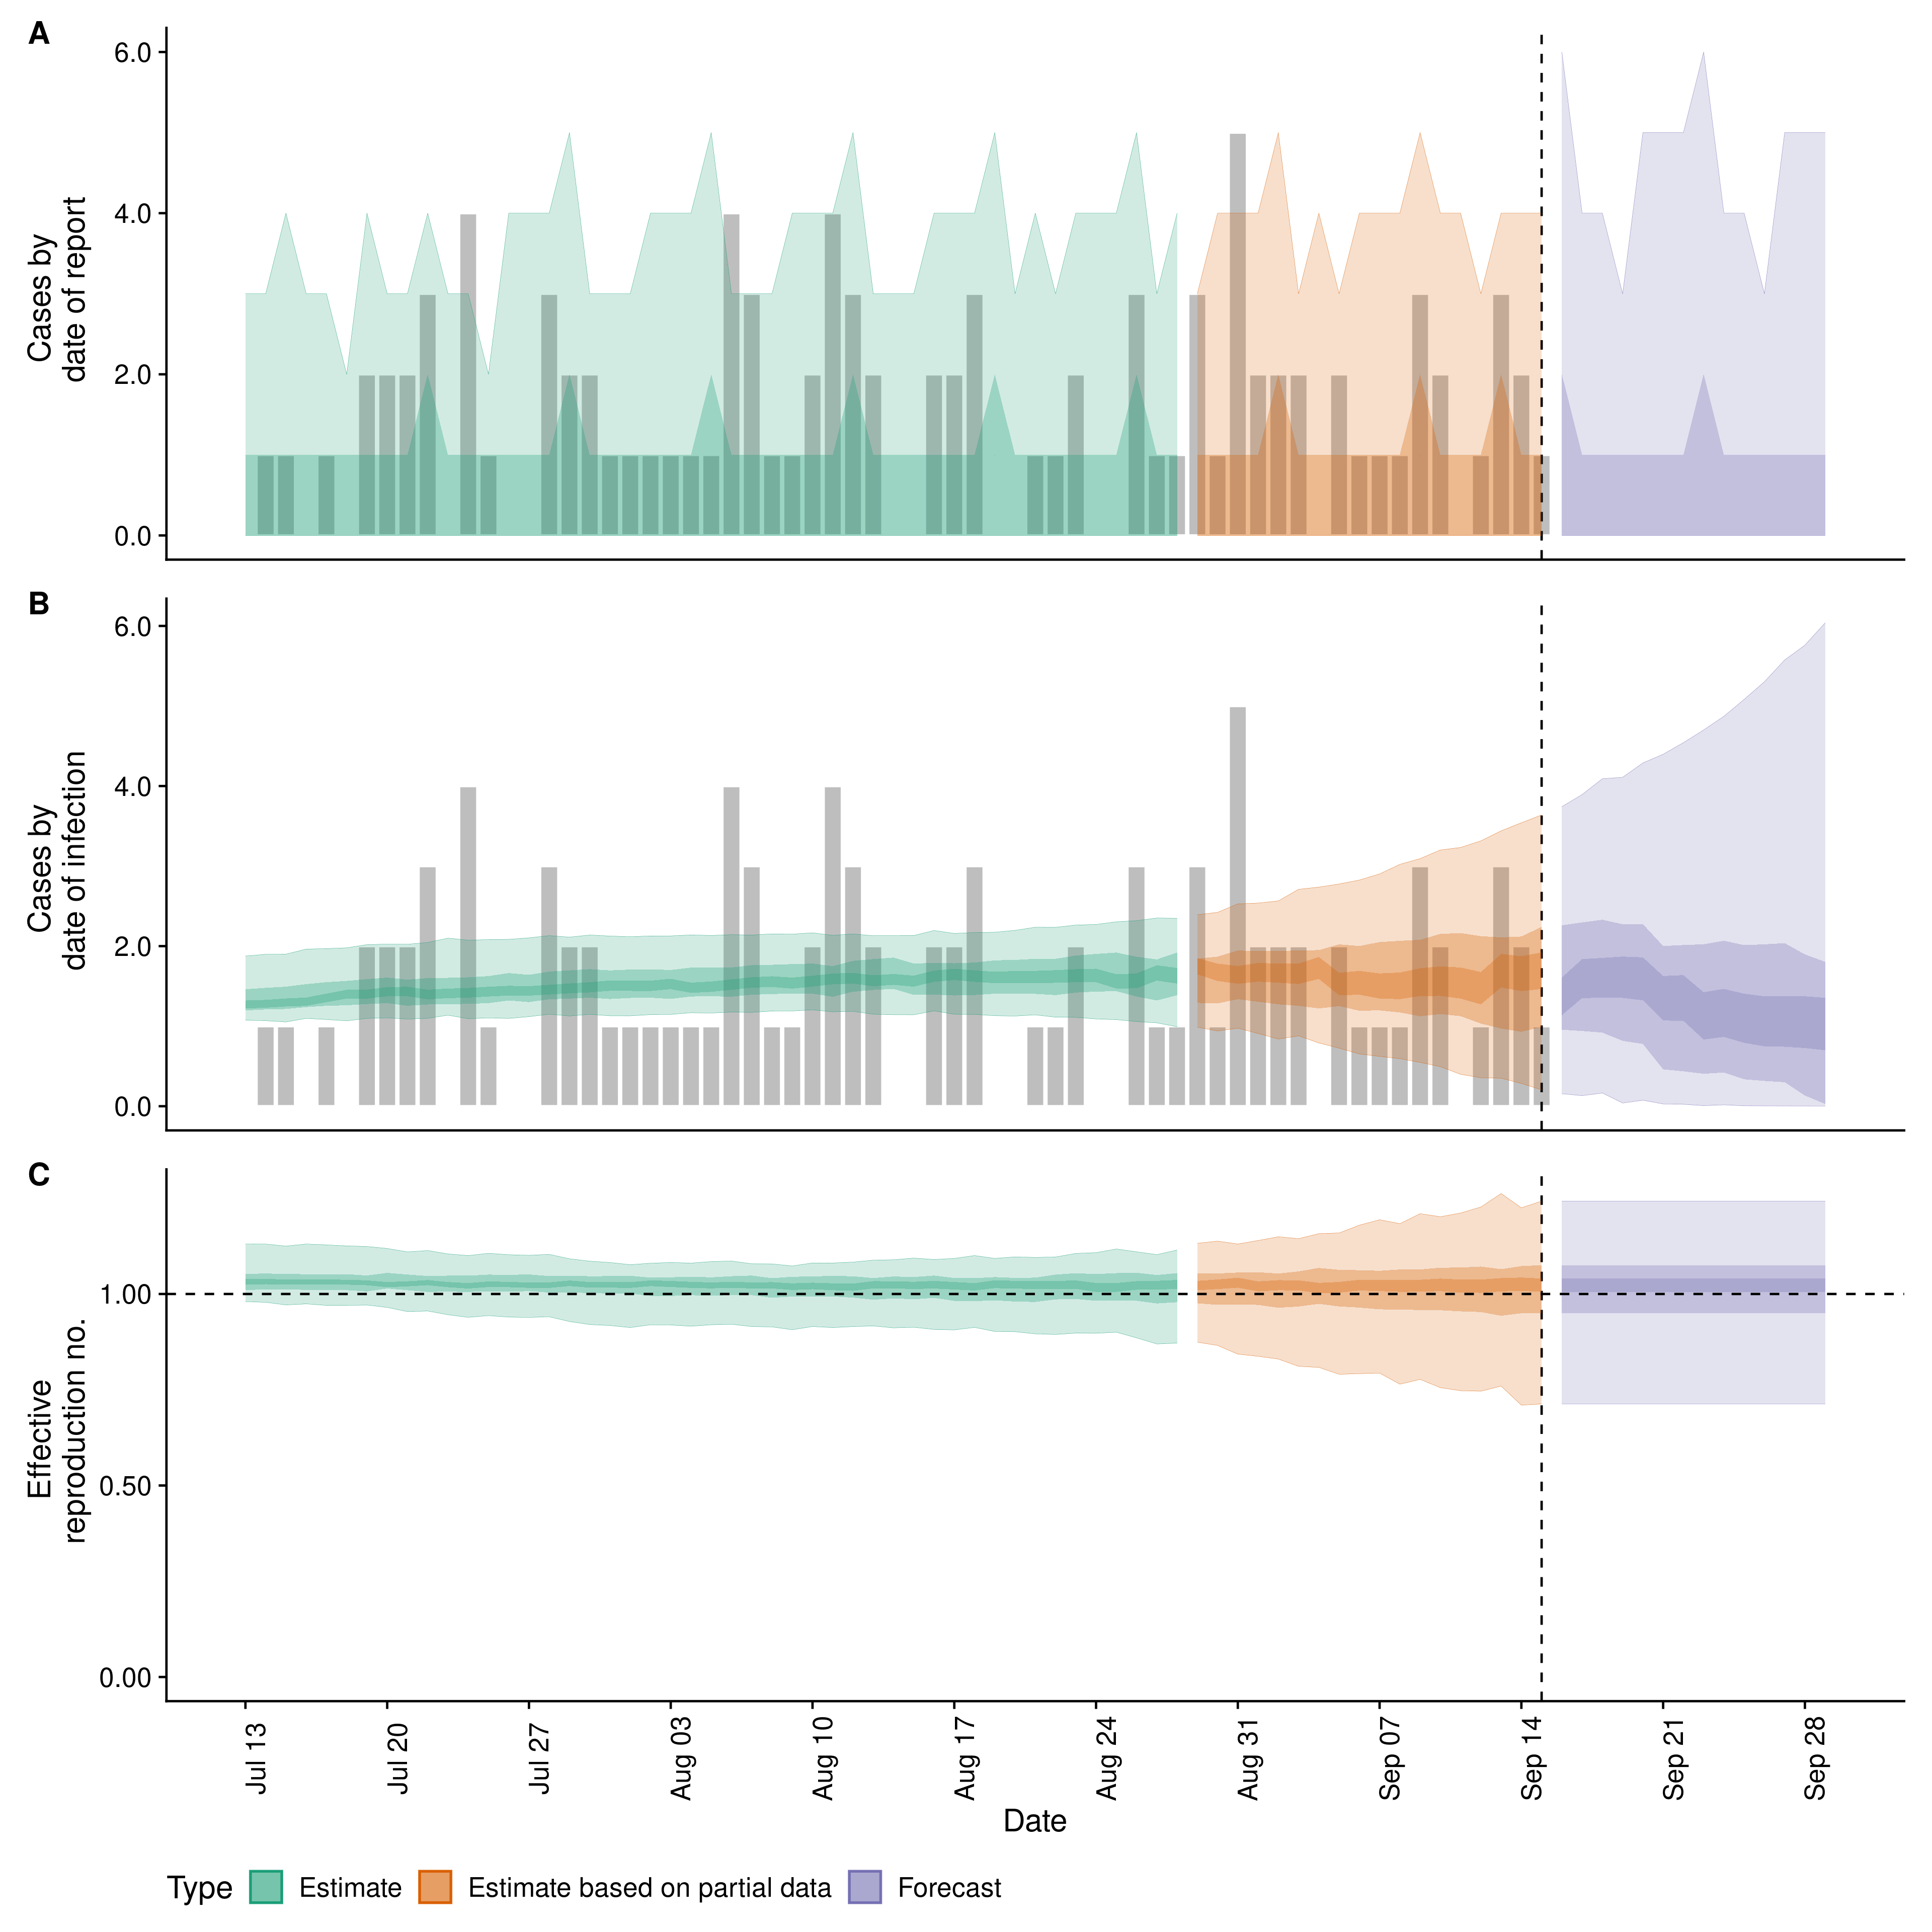 A
6.0
4.0
2.0
0.0
Cases by
date of report
B
6.0
4.0
2.0
0.0
Cases by
date of infection
C
1.00
0.50
0.00
Effective
reproduction no.
Jul 13
Jul 20
Jul 27
Aug 03
Aug 10
Aug 17
Aug 24
Aug 31
Sep 07
Sep 14
Sep 21
Sep 28
Date
Type Estimate Estimate based on partial data Forecast